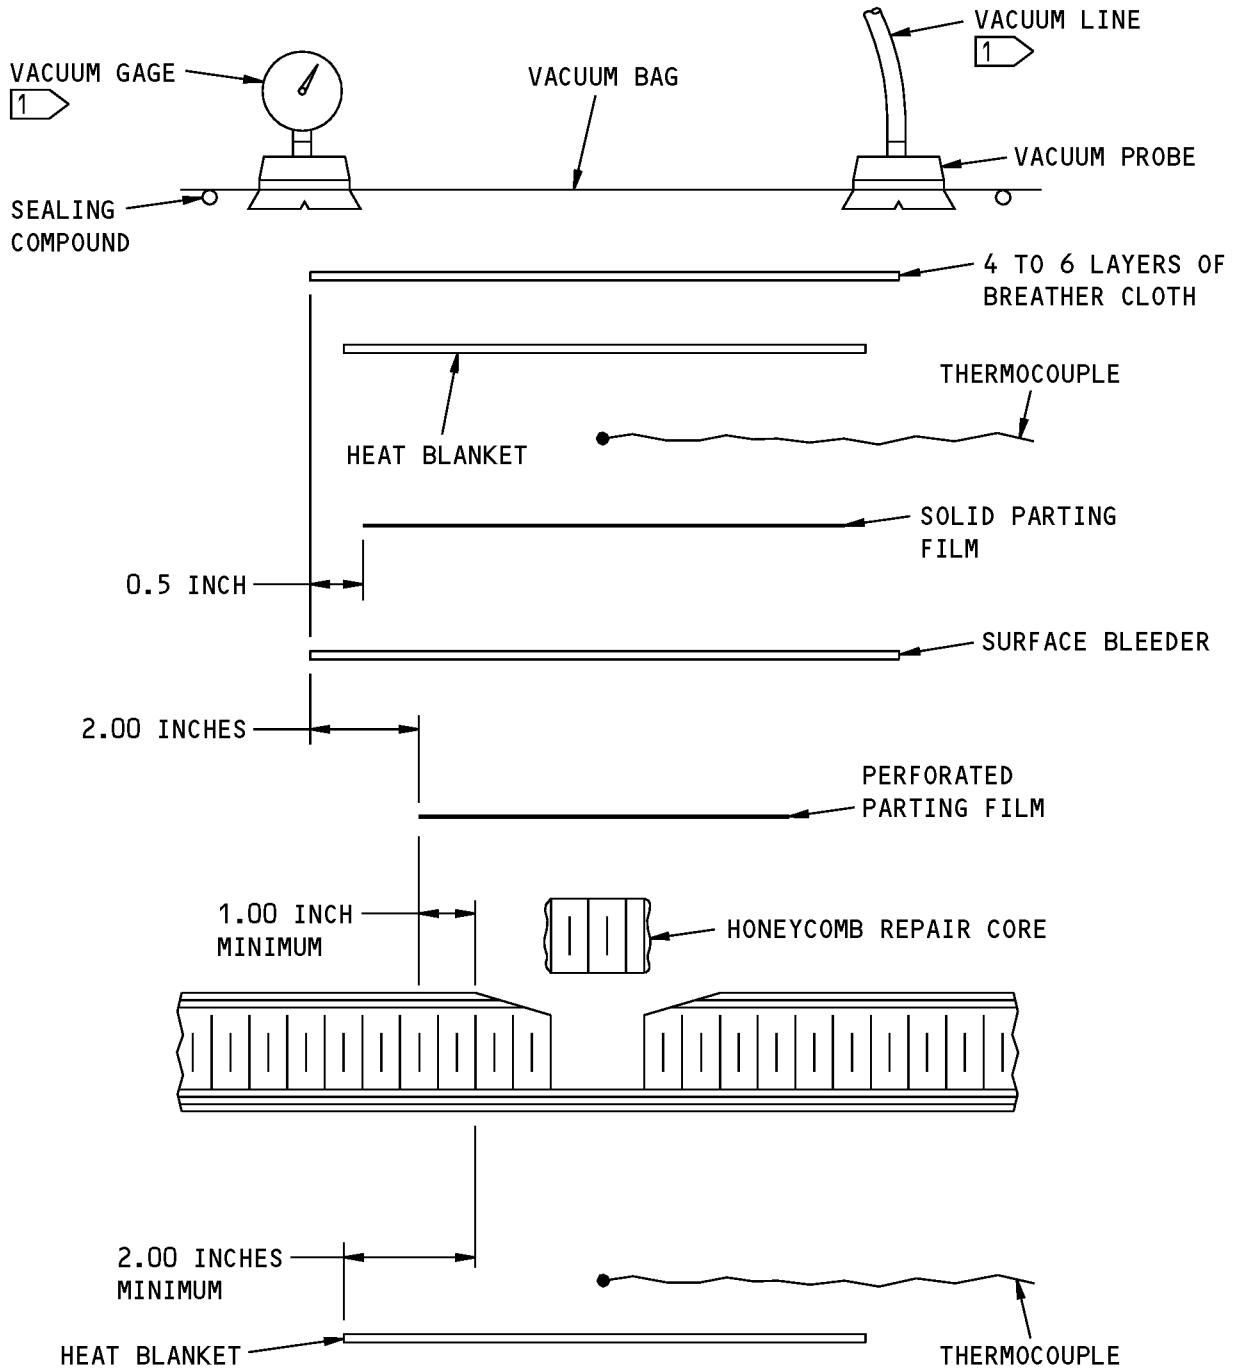 VACUUM LINE
1
VACUUM GAGE
1
VACUUM BAG
VACUUM PROBE
SEALING
COMPOUND
4 TO 6 LAYERS OF
BREATHER CLOTH
THERMOCOUPLE
HEAT BLANKET
SOLID PARTING
FILM
0.5 INCH
SURFACE BLEEDER
2.00 INCHES
PERFORATED
PARTING FILM
1.00 INCH
MINIMUM
HONEYCOMB REPAIR CORE
2.00 INCHES
MINIMUM
HEAT BLANKET
THERMOCOUPLE